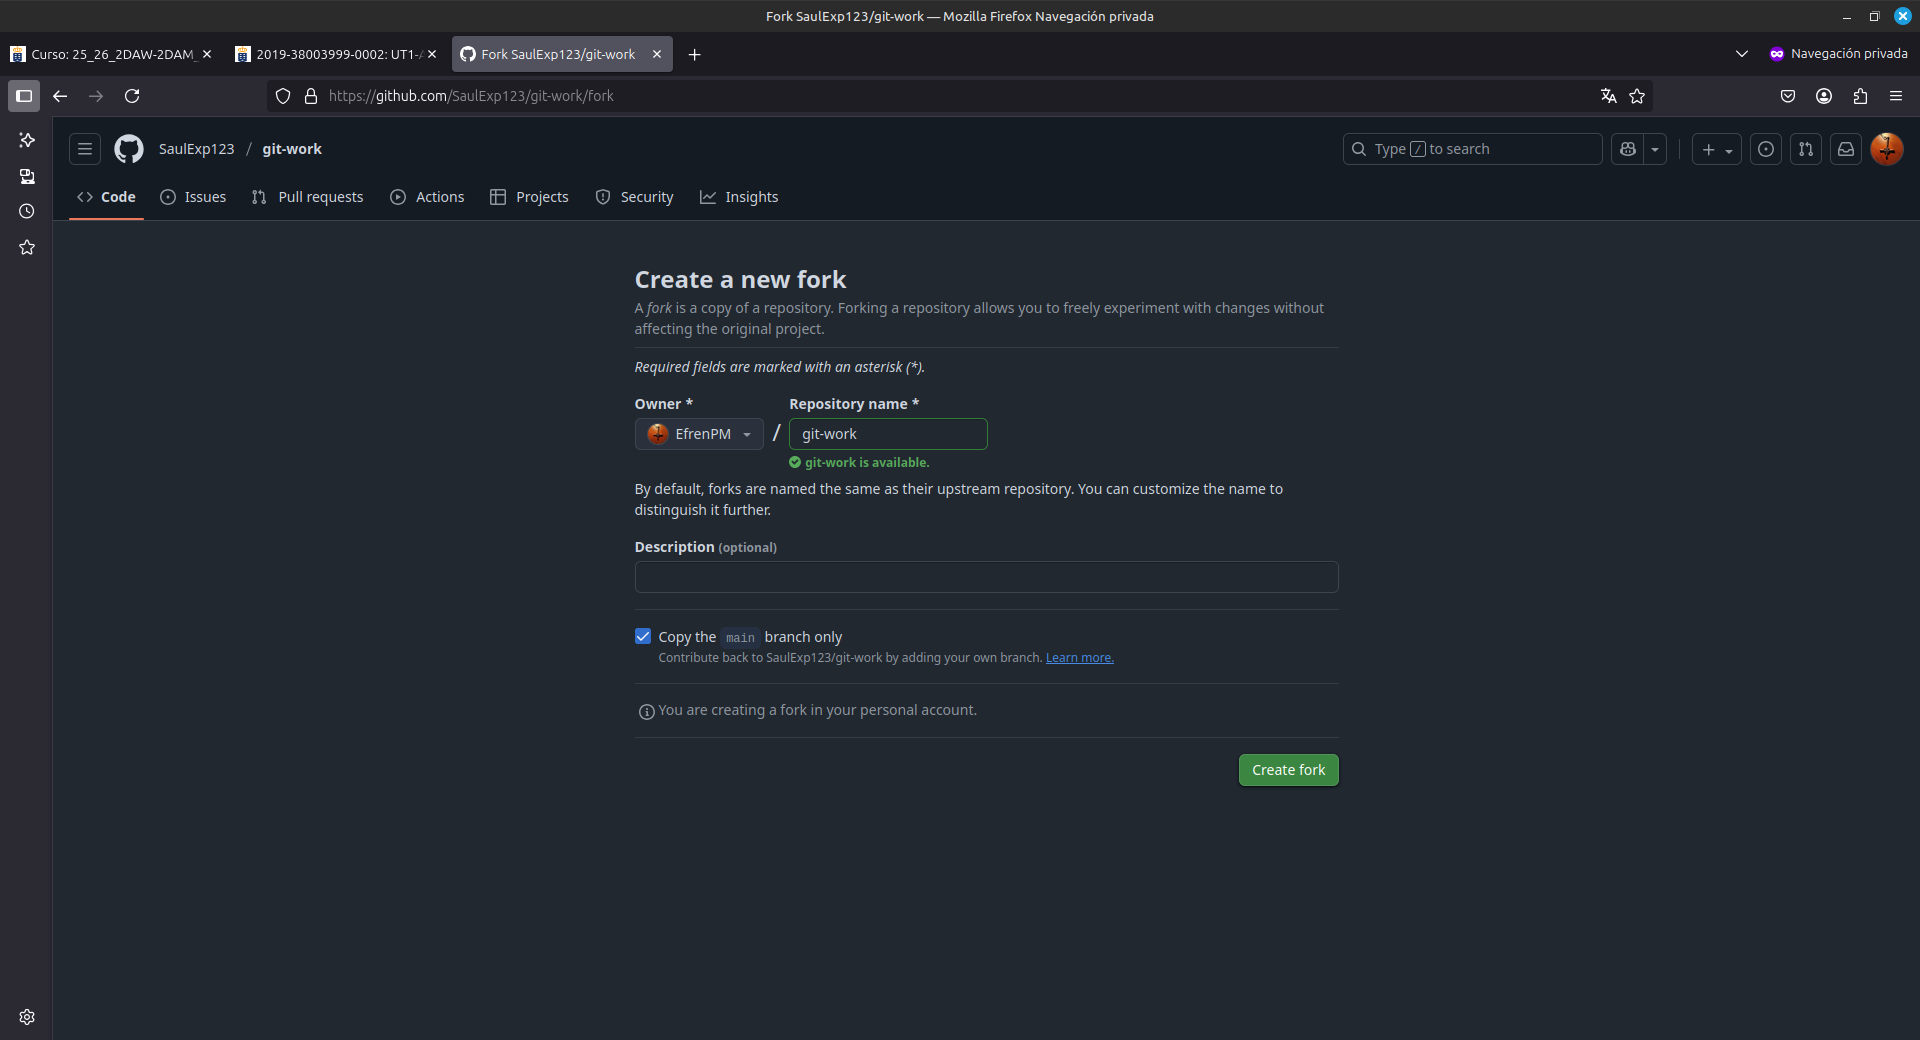 Fork SaulExp123/git-work — Mozilla Firefox Navegación privada
Curso: 25_26_2DAW-2DAM_
2019-38003999-0002: UT1-A
Fork SaulExp123/git-work
Navegación privada
https://github.com/SaulExp123/git-work/fork
SaulExp123 / git-work
Type / to search
Code
Issues
Pull requests
Actions
Projects
Security
Insights
Create a new fork
A fork is a copy of a repository. Forking a repository allows you to freely experiment with changes without
affecting the original project.
Required fields are marked with an asterisk (*).
Owner *
Repository name *
EfrenPM
/
git-work
git-work is available.
By default, forks are named the same as their upstream repository. You can customize the name to
distinguish it further.
Description (optional)
Copy the main branch only
Contribute back to SaulExp123/git-work by adding your own branch. Learn more.
You are creating a fork in your personal account.
Create fork